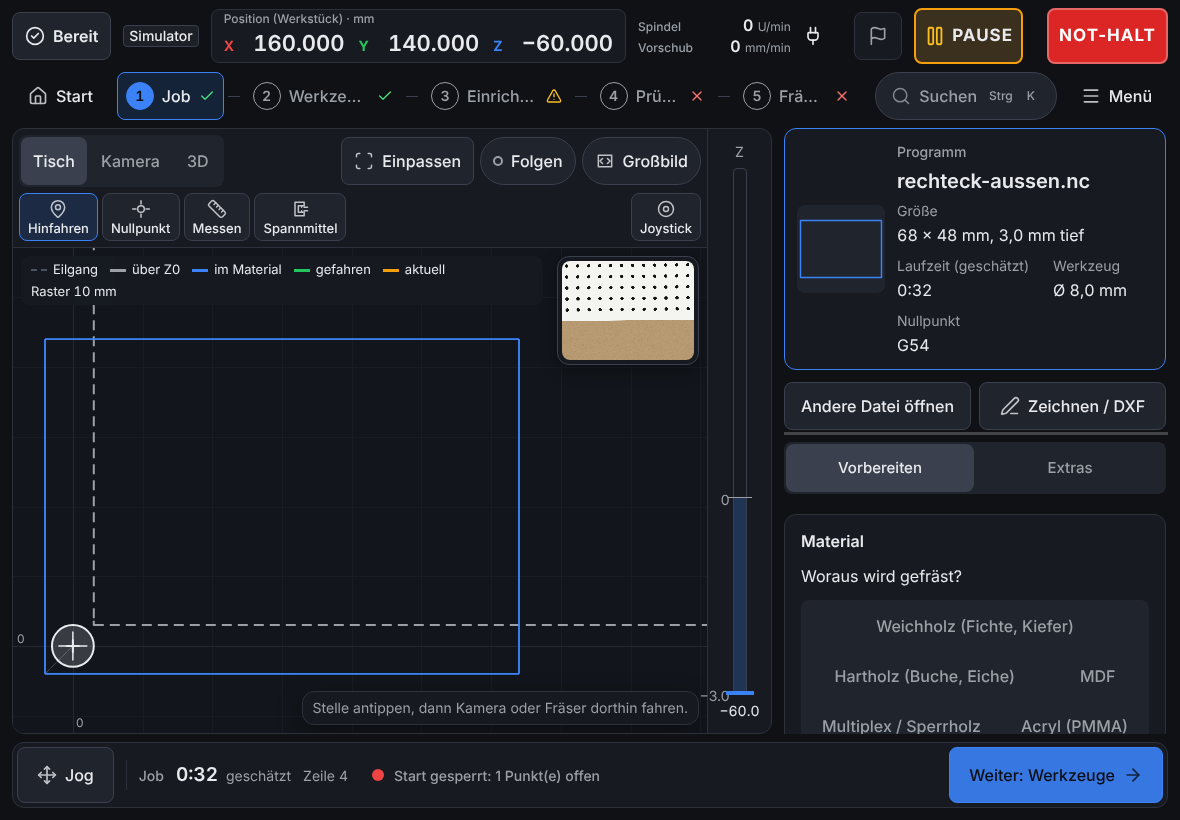 Bereit
Simulator
Position (Werkstück) · mm
X 160.000 Y 140.000 Z −60.000
Spindel 0 U/min
Vorschub 0 mm/min
PAUSE
NOT-HALT
Start
1 Job
2 Werkze...
3 Einrich...
4 Prü...
5 Frä...
Suchen Strg K
Menü
Tisch
Kamera
3D
Einpassen
Folgen
Großbild
Hinfahren
Nullpunkt
Messen
Spannmittel
Joystick
Eilgang
über Z0
im Material
gefahren
aktuell
Raster 10 mm
0
0
Stelle antippen, dann Kamera oder Fräser dorthin fahren.
Z
0
−3.0
−60.0
Programm
rechteck-aussen.nc
Größe
68 × 48 mm, 3,0 mm tief
Laufzeit (geschätzt) Werkzeug
0:32 Ø 8,0 mm
Nullpunkt
G54
Andere Datei öffnen
Zeichnen / DXF
Vorbereiten
Extras
Material
Woraus wird gefräst?
Weichholz (Fichte, Kiefer)
Hartholz (Buche, Eiche) MDF
Multiplex / Sperrholz Acryl (PMMA)
Jog
Job 0:32 geschätzt Zeile 4
Start gesperrt: 1 Punkt(e) offen
Weiter: Werkzeuge